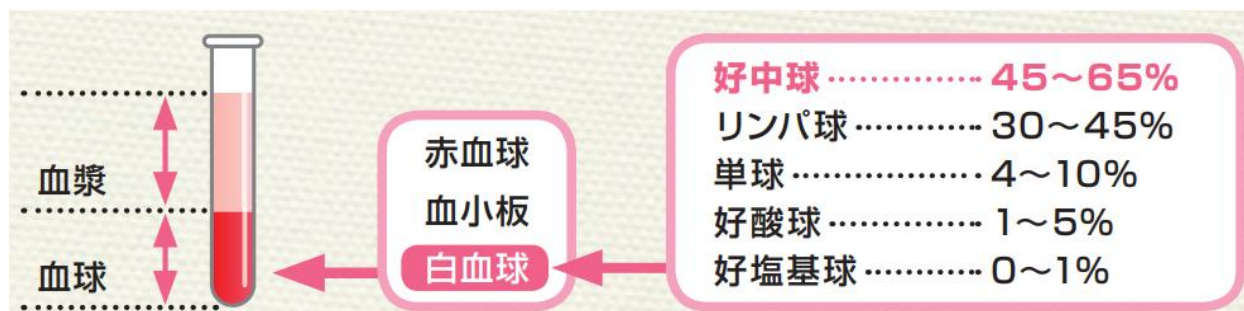 血漿
血球
赤血球
血小板
白血球
好中球 ·············· 45～65%
リンパ球 ············ 30～45%
単球 ················· 4～10%
好酸球 ·············· 1～5%
好塩基球 ··········· 0～1%